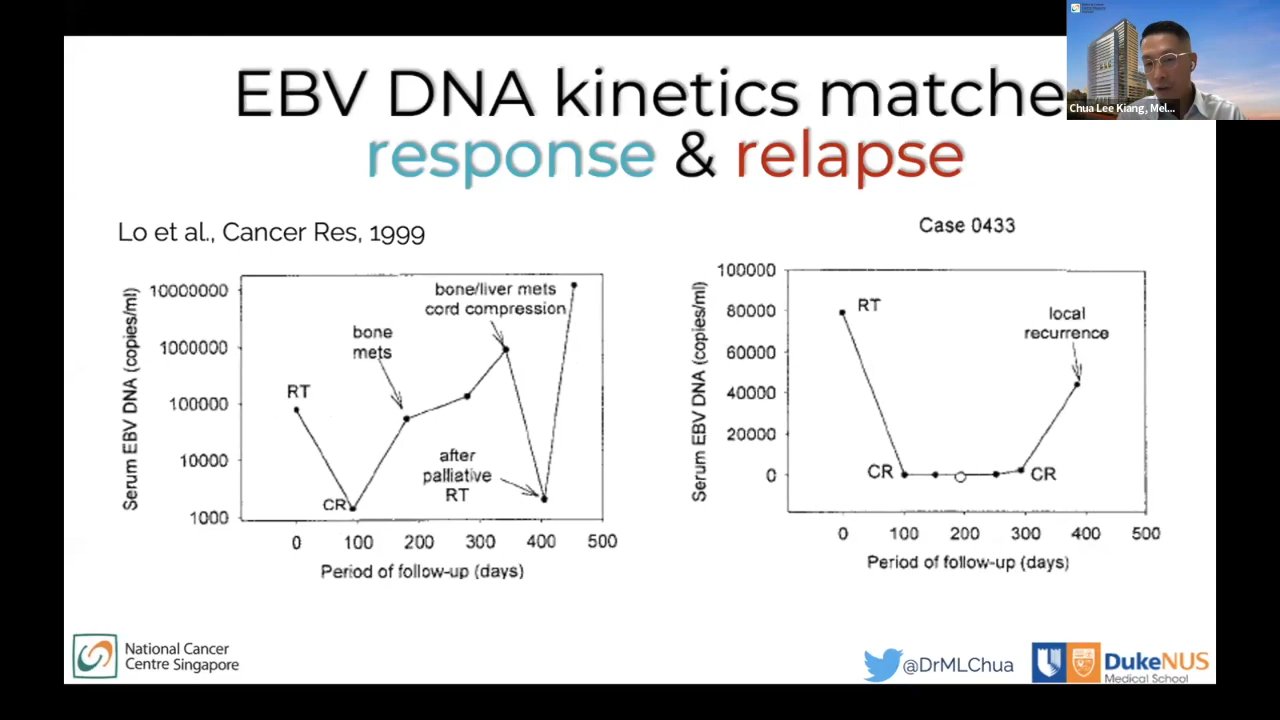 EBV DNA kinetics matche
response & relapse
Chua Lee Kiang, Mel...
Lo et al., Cancer Res, 1999
Serum EBV DNA (copies/ml)
10000000
1000000
100000
10000
1000
RT
CR
bone
mets
bone/liver mets
cord compression
after
palliative
RT
0 100 200 300 400 500
Period of follow-up (days)
Case 0433
Serum EBV DNA (copies/ml)
100000
80000
60000
40000
20000
0
RT
CR
CR
local
recurrence
0 100 200 300 400 500
Period of follow-up (days)
National Cancer
Centre Singapore
@DrMLChua
DukeNUS
Medical School